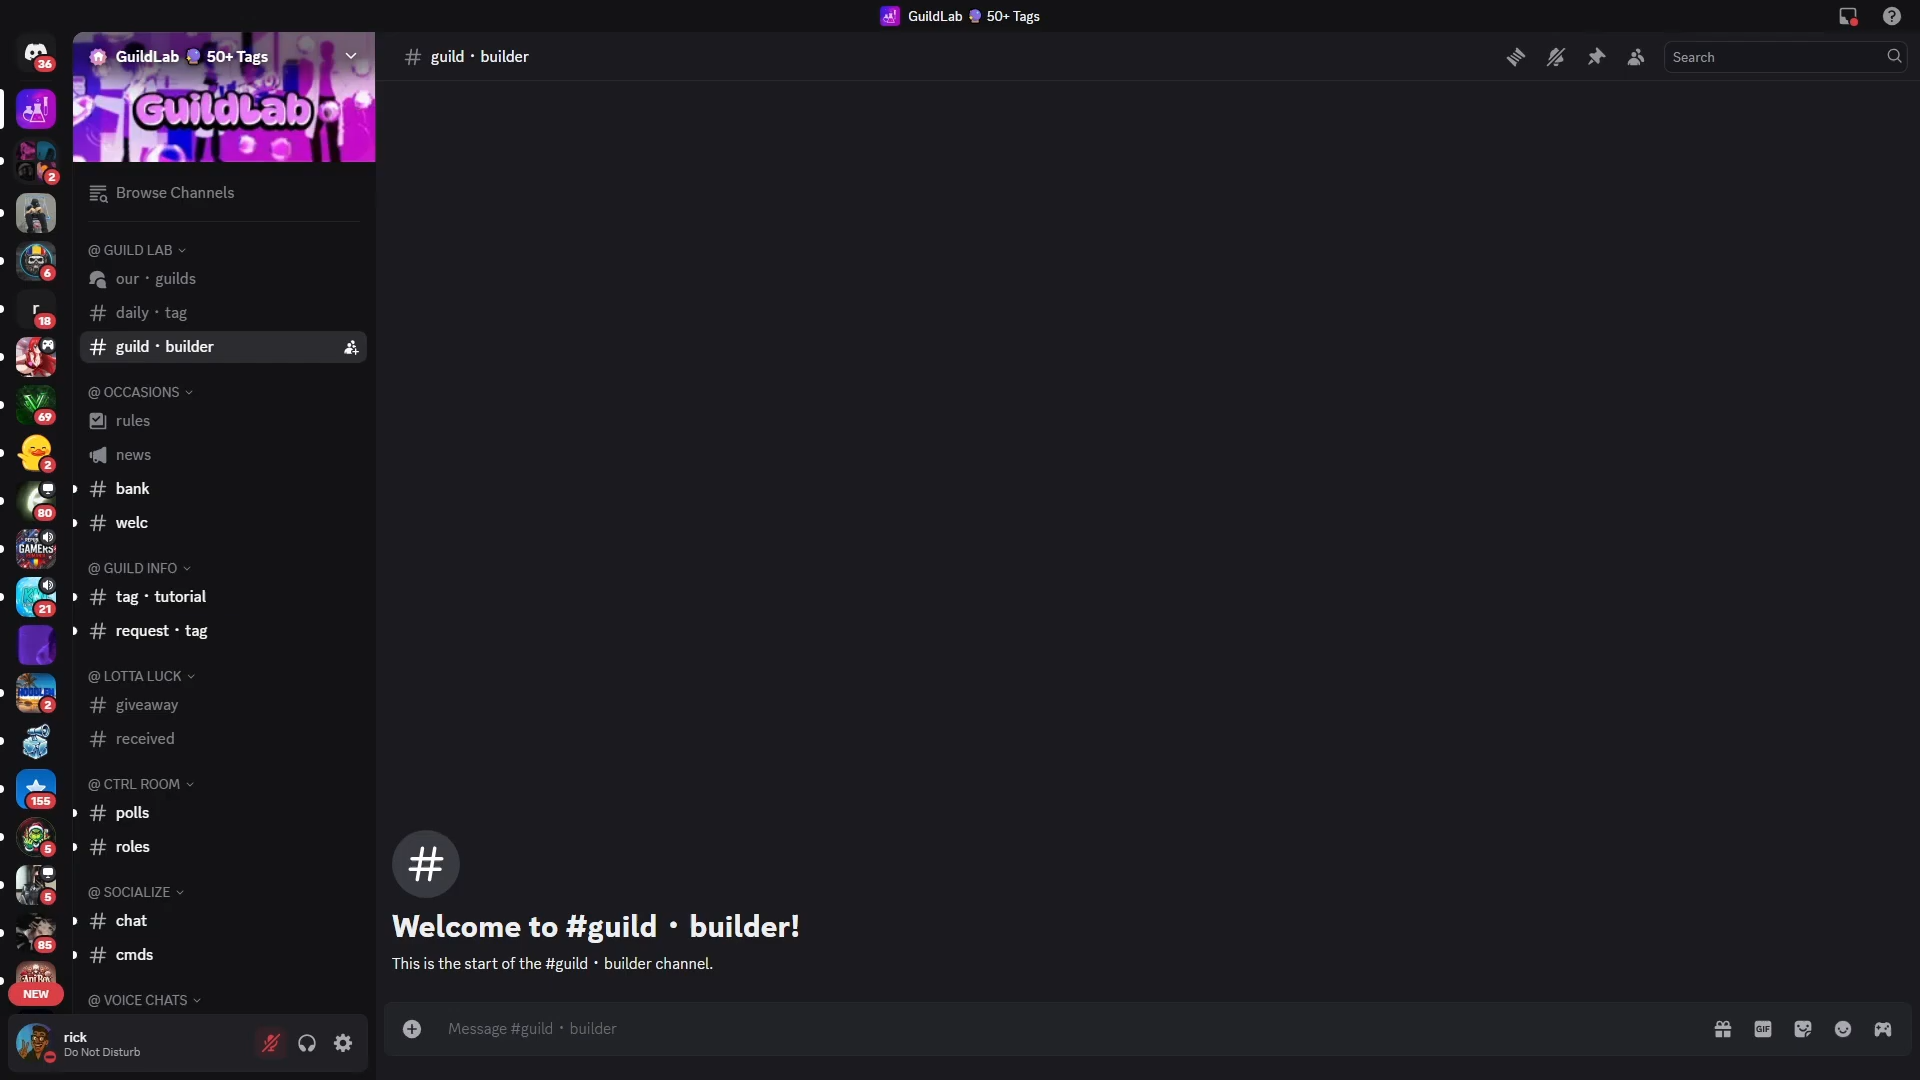 GuildLab 🔮 50+ Tags
36
GuildLab 🔮 50+ Tags
# guild・builder
Search
GuildLab
2
Browse Channels
6
@ GUILD LAB
our・guilds
r
18
daily・tag
guild・builder
@ OCCASIONS
69
rules
2
news
bank
80
welc
GAMERS
@ GUILD INFO
tag・tutorial
21
request・tag
@ LOTTA LUCK
2
giveaway
received
@ CTRL ROOM
155
polls
5
roles
@ SOCIALIZE
5
chat
85
cmds
NEW
@ VOICE CHATS
#
Welcome to #guild・builder!
This is the start of the #guild・builder channel.
rick
Do Not Disturb
Message #guild・builder
GIF